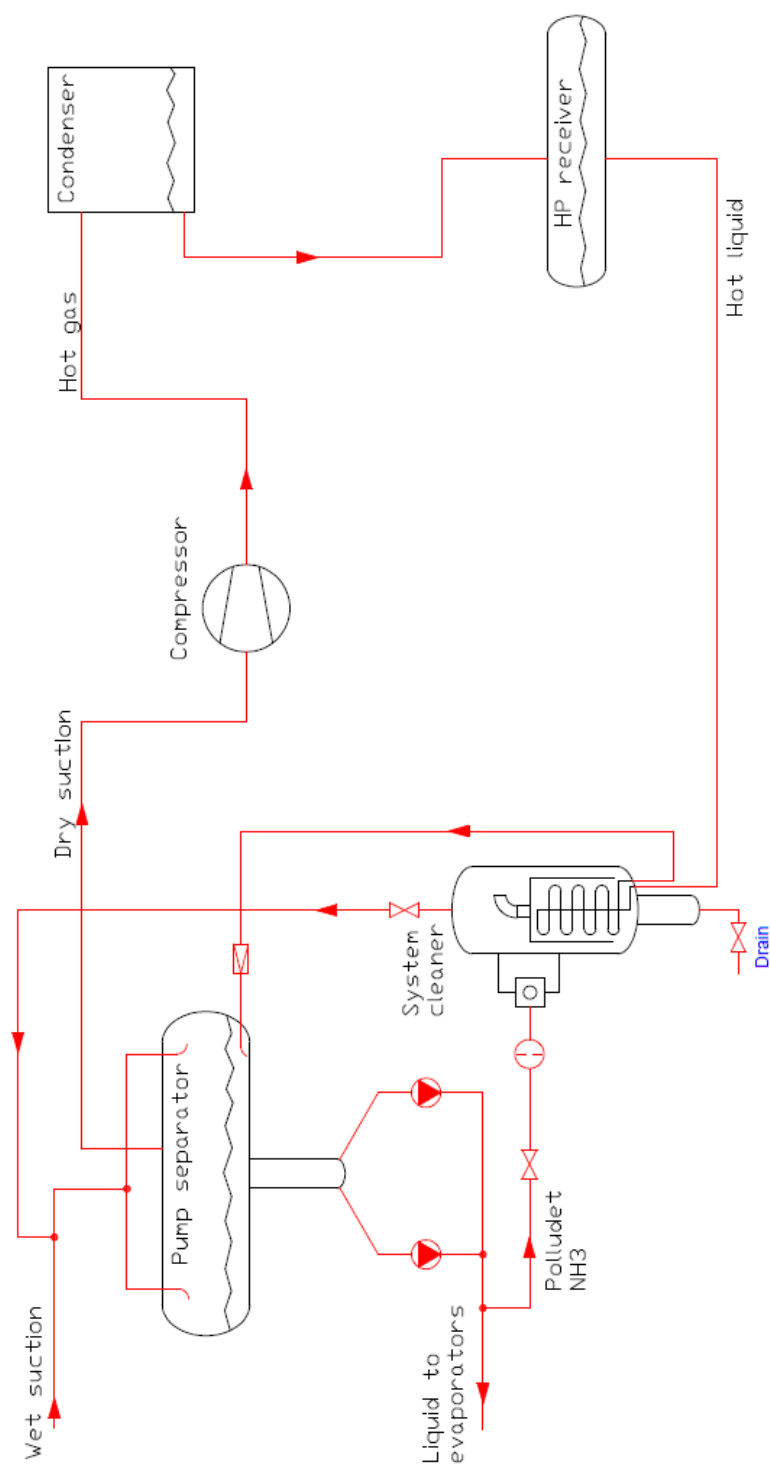 Condenser
HP receiver
Hot gas
Hot liquid
Compressor
Dry suction
System
cleaner
Drain
Pump separator
Polludet
NH3
Wet suction
Liquid to
evaporators